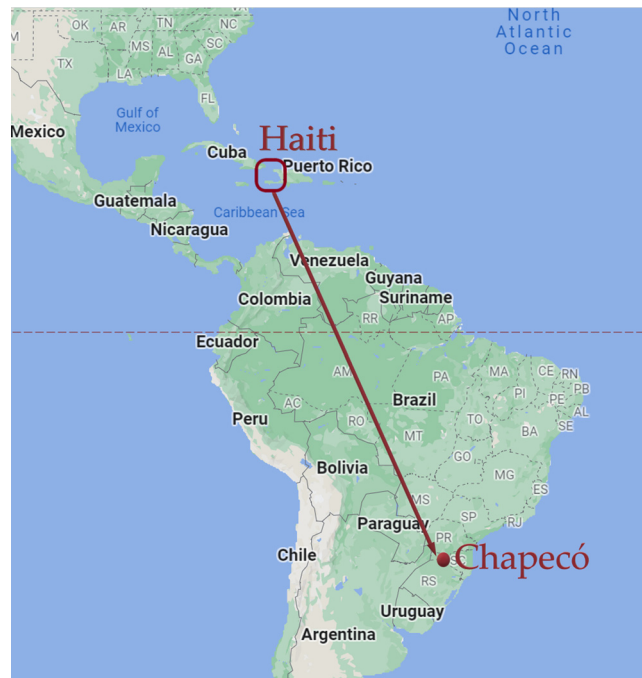 North
Atlantic
Ocean
OK
AR
TN
NC
MS
AL
SC
TX
GA
LA
FL
Gulf of
Mexico
Mexico
Haiti
Cuba
Puerto Rico
Guatemala
Caribbean Sea
Nicaragua
Venezuela
Guyana
Colombia
Suriname
RR
AP
Ecuador
AM
PA
MA
CE
RN
PB
PI
PE
AL
AC
Brazil
TO
SE
Peru
RO
MT
BA
GO
Bolivia
MG
MS
ES
Paraguay
SP
RJ
PR
Chile
SC
Chapecó
RS
Uruguay
Argentina